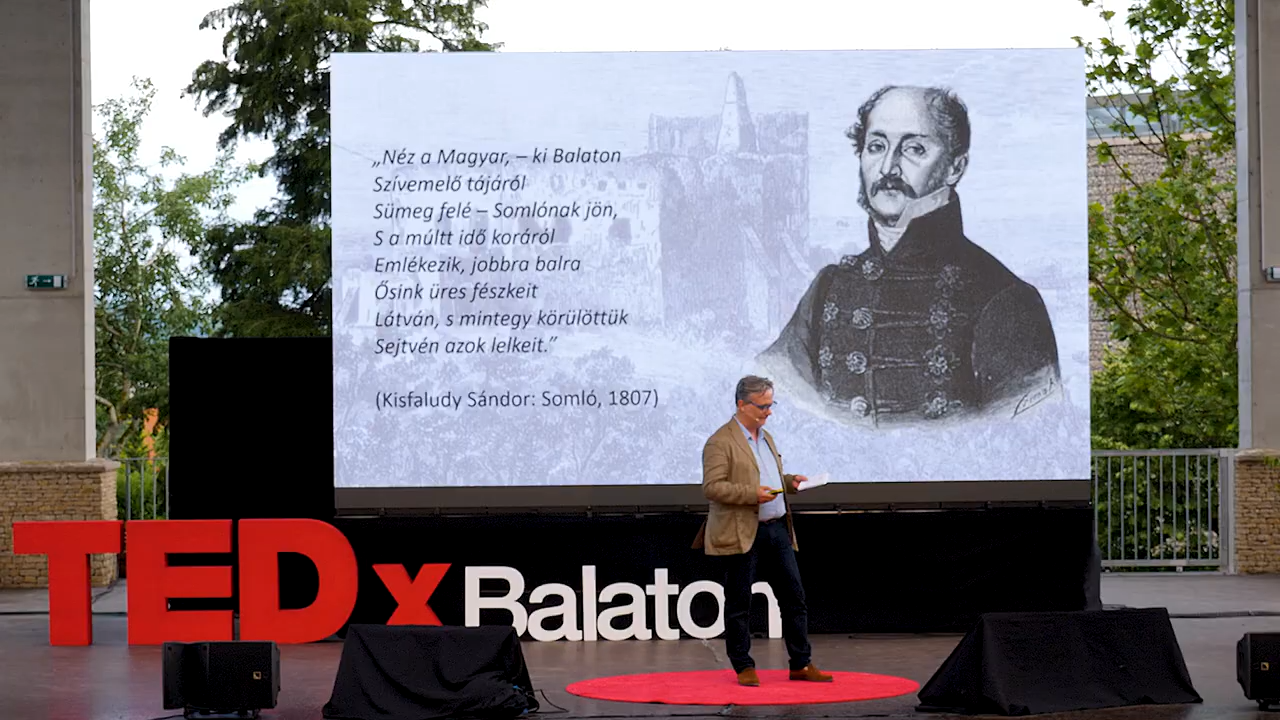 „Néz a Magyar, – ki Balaton
Szívemelő tájáról
Sümeg felé – Somlónak jön,
S a múltt idő koráról
Emlékezik, jobbra balra
Ősink üres fészkeit
Látván, s mintegy körülöttük
Sejtvén azok lelkeit.”
(Kisfaludy Sándor: Somló, 1807)
TEDxBalaton